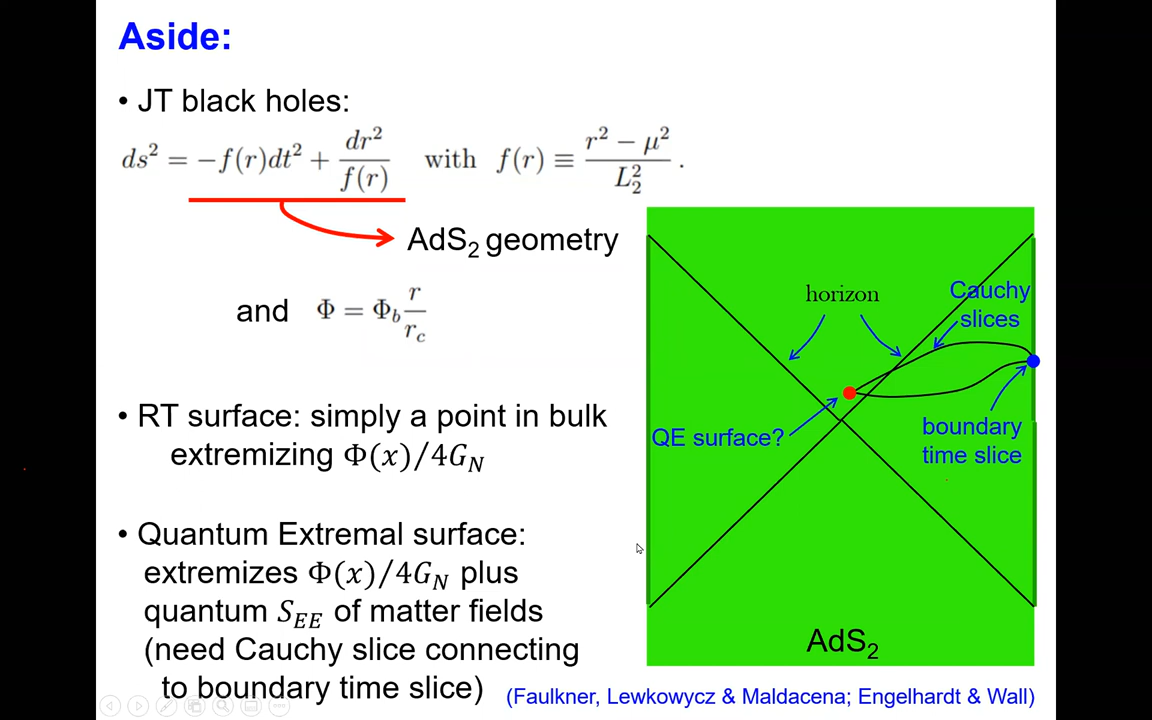 Aside:
• JT black holes:
ds² = −f(r)dt² + dr²/f(r) with f(r) ≡ (r² − μ²)/L₂² .
AdS₂ geometry
and Φ = Φ_b r/r_c
• RT surface: simply a point in bulk
extremizing Φ(x)/4G_N
• Quantum Extremal surface:
extremizes Φ(x)/4G_N plus
quantum S_EE of matter fields
(need Cauchy slice connecting
to boundary time slice)
horizon
Cauchy
slices
QE surface?
boundary
time slice
AdS₂
(Faulkner, Lewkowycz & Maldacena; Engelhardt & Wall)